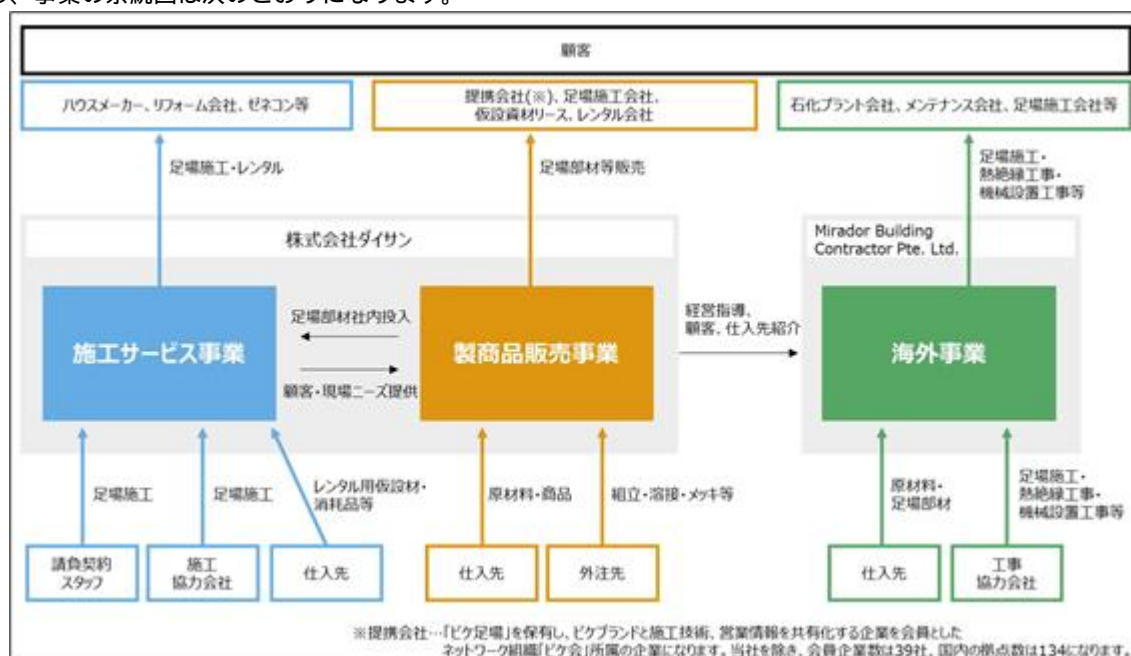 、事業の系統図は次のとおりになります。
顧客
ハウスメーカー、リフォーム会社、ゼネコン等
提携会社(※)、足場施工会社、
仮設資材リース、レンタル会社
石化プラント会社、メンテナンス会社、足場施工会社等
足場施工・レンタル
足場部材等販売
足場施工・
熱絶縁工事・
機械設置工事等
株式会社ダイサン
Mirador Building
Contractor Pte. Ltd.
施工サービス事業
足場部材社内投入
顧客・現場ニーズ提供
製商品販売事業
経営指導、
顧客、仕入先紹介
海外事業
足場施工
足場施工
レンタル用仮設材・
消耗品等
原材料・商品
組立・溶接・メッキ等
原材料・
足場部材
足場施工・
熱絶縁工事・
機械設置工事等
請負契約
スタッフ
施工
協力会社
仕入先
仕入先
外注先
仕入先
工事
協力会社
※提携会社…「ビケ足場」を保有し、ビケブランドと施工技術、営業情報を共有化する企業を会員とした
ネットワーク組織「ビケ会」所属の企業になります。当社を除き、会員企業数は39社、国内の拠点数は134になります。